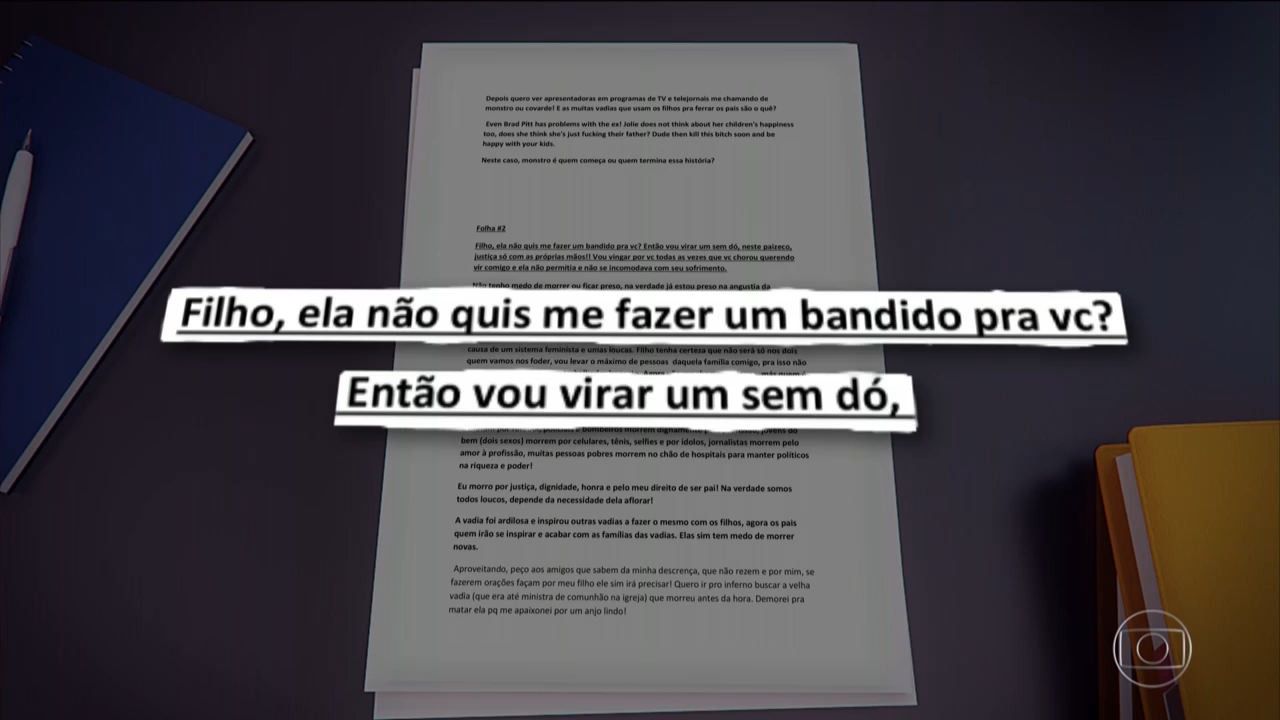 Depois quero ver apresentadoras em programas de TV e telejornais me chamando de
monstro ou covarde! E as muitas vadias que usam os filhos pra ferrar os pais são o quê?
Even Brad Pitt has problems with the ex! Jolie does not think about her children's happiness
too, does she think she's just fucking their father? Dude then kill this bitch soon and be
happy with your kids.
Neste caso, monstro é quem começa ou quem termina essa história?
Folha #2
Filho, ela não quis me fazer um bandido pra vc? Então vou virar um sem dó, neste paizeco,
justiça só com as próprias mãos!! Vou vingar por vc todas as vezes que vc chorou querendo
vir comigo e ela não permitia e não se incomodava com seu sofrimento.
Não tenho medo de morrer ou ficar preso, na verdade já estou preso na angustia da
Filho, ela não quis me fazer um bandido pra vc?
causa de um sistema feminista e umas loucas. Filho tenha certeza que não será só nos dois
quem vamos nos foder, vou levar o máximo de pessoas daquela família comigo, pra isso não
Então vou virar um sem dó,
bem (dois sexos) morrem por celulares, tênis, selfies e por ídolos, jornalistas morrem pelo
amor à profissão, muitas pessoas pobres morrem no chão de hospitais para manter políticos
na riqueza e poder!
Eu morro por justiça, dignidade, honra e pelo meu direito de ser pai! Na verdade somos
todos loucos, depende da necessidade dela aflorar!
A vadia foi ardilosa e inspirou outras vadias a fazer o mesmo com os filhos, agora os pais
quem irão se inspirar e acabar com as famílias das vadias. Elas sim tem medo de morrer
novas.
Aproveitando, peço aos amigos que sabem da minha descrença, que não rezem e por mim, se
fazerem orações façam por meu filho ele sim irá precisar! Quero ir pro inferno buscar a velha
vadia (que era até ministra de comunhão na igreja) que morreu antes da hora. Demorei pra
matar ela pq me apaixonei por um anjo lindo!